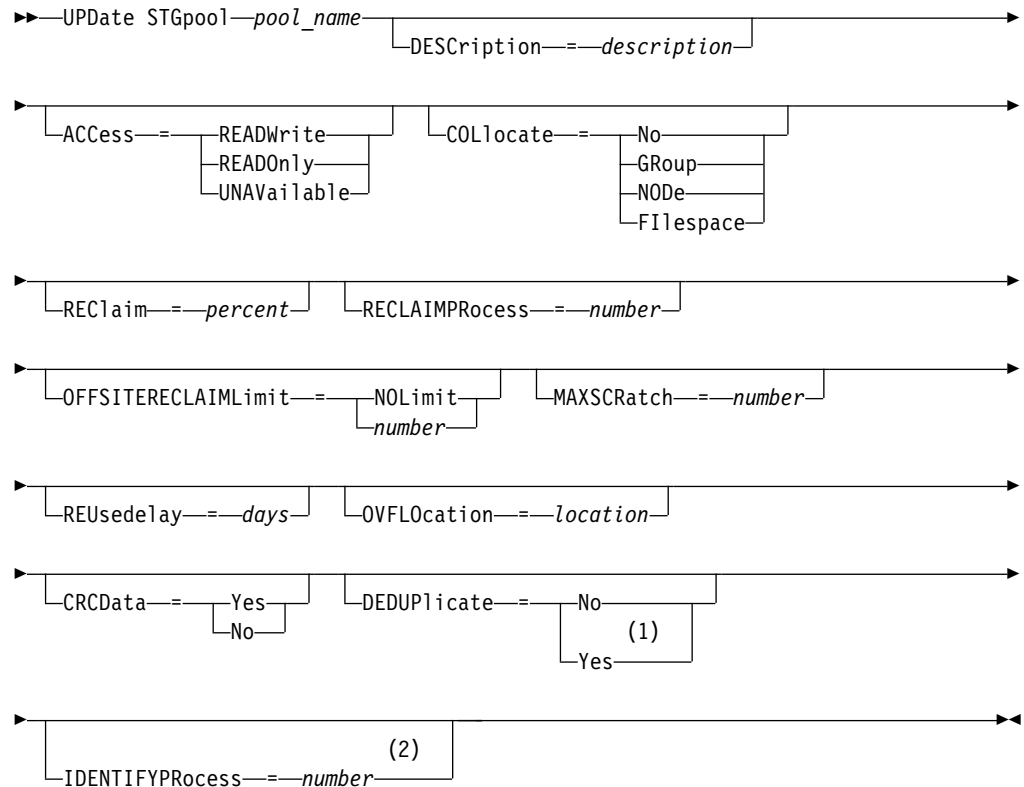 UPDate STGpool pool_name
DESCription = description
ACCess = READWrite
READOnly
UNAVailable
COLlocate = No
GRoup
NODe
FIlespace
REClaim = percent
RECLAIMPRocess = number
OFFSITERECLAIMLimit = NOLimit
number
MAXSCRatch = number
REUsedelay = days
OVFLOcation = location
CRCData = Yes
No
DEDUPlicate = No
(1)
Yes
(2)
IDENTIFYPRocess = number